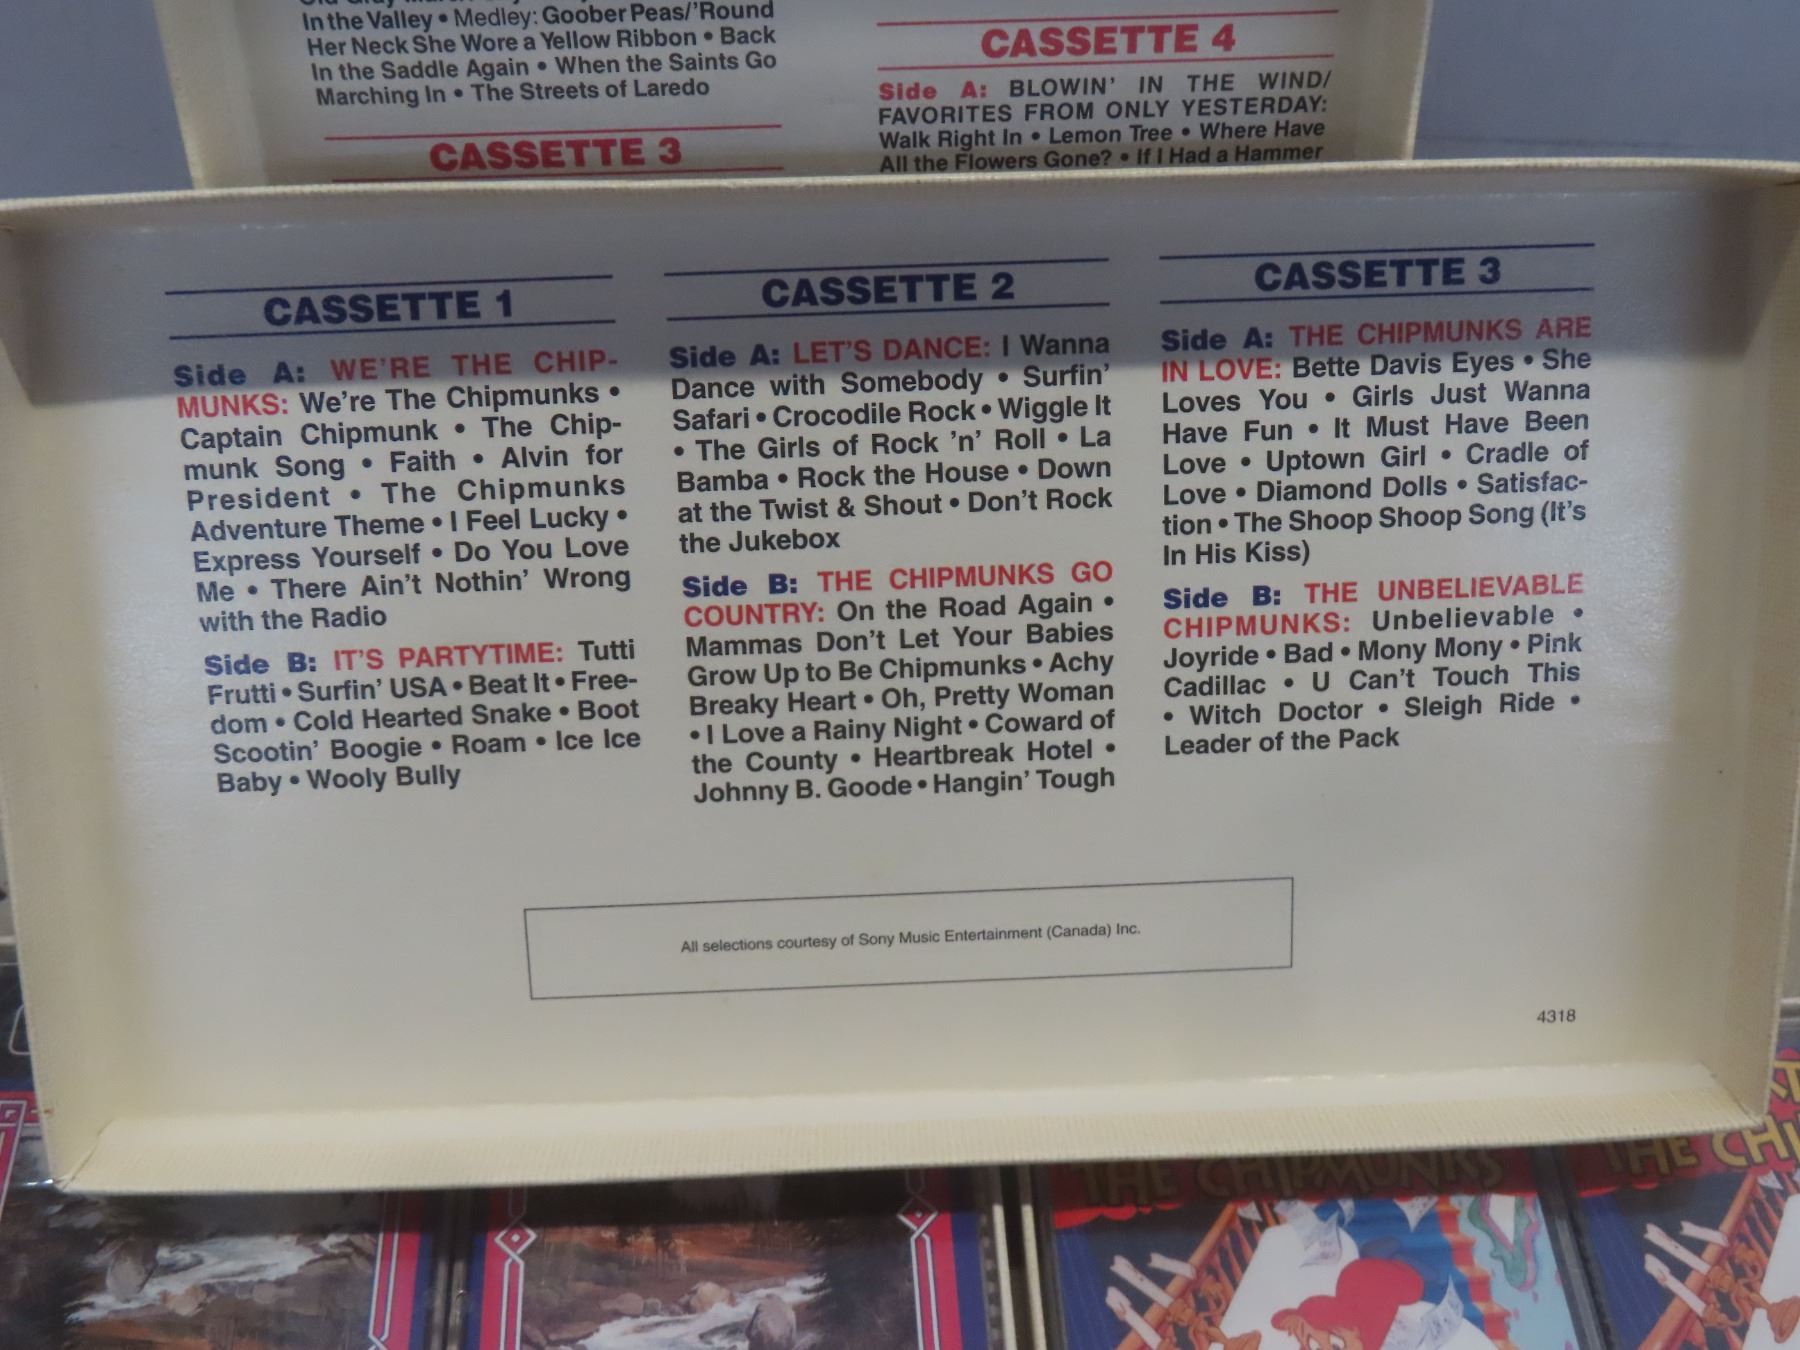 In the Valley • Medley: Goober Peas/'Round
Her Neck She Wore a Yellow Ribbon • Back
In the Saddle Again • When the Saints Go
Marching In • The Streets of Laredo
CASSETTE 3
CASSETTE 4
Side A: BLOWIN' IN THE WIND/
FAVORITES FROM ONLY YESTERDAY:
Walk Right In • Lemon Tree • Where Have
All the Flowers Gone? • If I Had a Hammer
CASSETTE 1
Side A: WE'RE THE CHIP-
MUNKS: We're The Chipmunks •
Captain Chipmunk • The Chip-
munk Song • Faith • Alvin for
President • The Chipmunks
Adventure Theme • I Feel Lucky •
Express Yourself • Do You Love
Me • There Ain't Nothin' Wrong
with the Radio
Side B: IT'S PARTYTIME: Tutti
Frutti • Surfin' USA • Beat It • Free-
dom • Cold Hearted Snake • Boot
Scootin' Boogie • Roam • Ice Ice
Baby • Wooly Bully
CASSETTE 2
Side A: LET'S DANCE: I Wanna
Dance with Somebody • Surfin'
Safari • Crocodile Rock • Wiggle It
• The Girls of Rock 'n' Roll • La
Bamba • Rock the House • Down
at the Twist & Shout • Don't Rock
the Jukebox
Side B: THE CHIPMUNKS GO
COUNTRY: On the Road Again •
Mammas Don't Let Your Babies
Grow Up to Be Chipmunks • Achy
Breaky Heart • Oh, Pretty Woman
• I Love a Rainy Night • Coward of
the County • Heartbreak Hotel •
Johnny B. Goode • Hangin' Tough
CASSETTE 3
Side A: THE CHIPMUNKS ARE
IN LOVE: Bette Davis Eyes • She
Loves You • Girls Just Wanna
Have Fun • It Must Have Been
Love • Uptown Girl • Cradle of
Love • Diamond Dolls • Satisfac-
tion • The Shoop Shoop Song (It's
In His Kiss)
Side B: THE UNBELIEVABLE
CHIPMUNKS: Unbelievable •
Joyride • Bad • Mony Mony • Pink
Cadillac • U Can't Touch This
• Witch Doctor • Sleigh Ride •
Leader of the Pack
All selections courtesy of Sony Music Entertainment (Canada) Inc.
4318
THE CHIPMUNKS
THE CHI